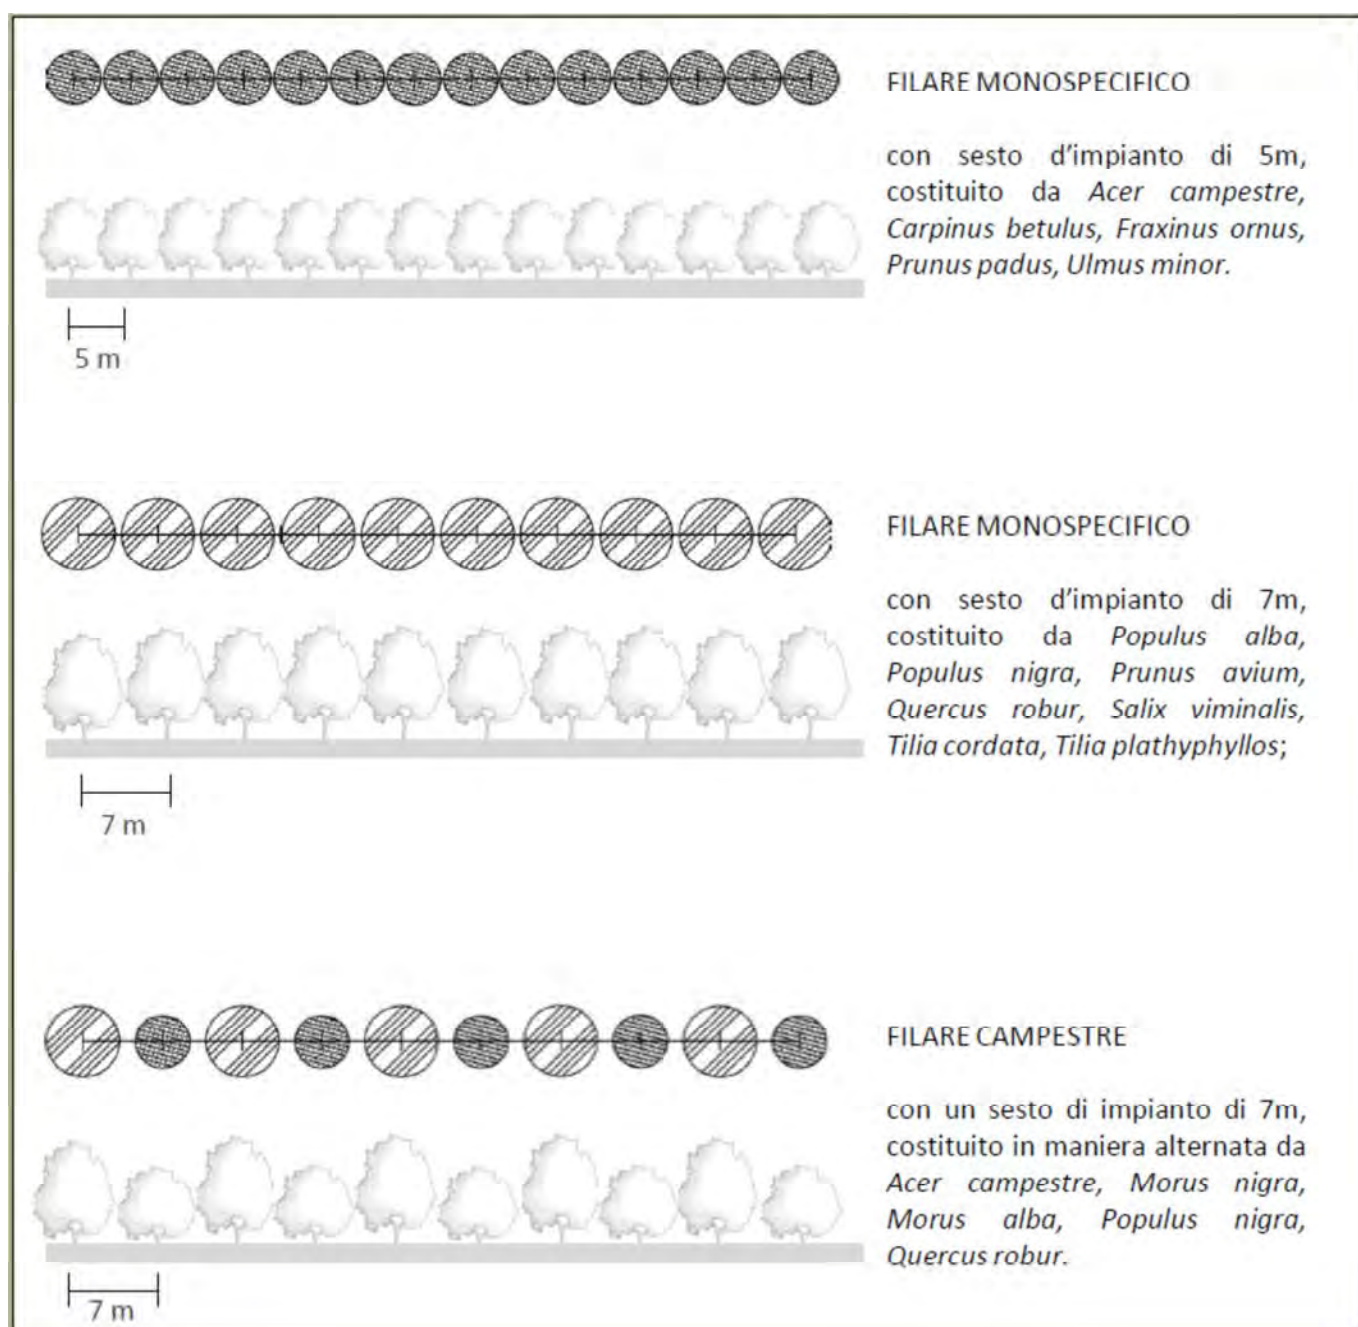 FILARE MONOSPECIFICO
con sesto d'impianto di 5m,
costituito da Acer campestre,
Carpinus betulus, Fraxinus ornus,
Prunus padus, Ulmus minor.
5 m
FILARE MONOSPECIFICO
con sesto d'impianto di 7m,
costituito da Populus alba,
Populus nigra, Prunus avium,
Quercus robur, Salix viminalis,
Tilia cordata, Tilia plathyphyllos;
7 m
FILARE CAMPESTRE
con un sesto di impianto di 7m,
costituito in maniera alternata da
Acer campestre, Morus nigra,
Morus alba, Populus nigra,
Quercus robur.
7 m